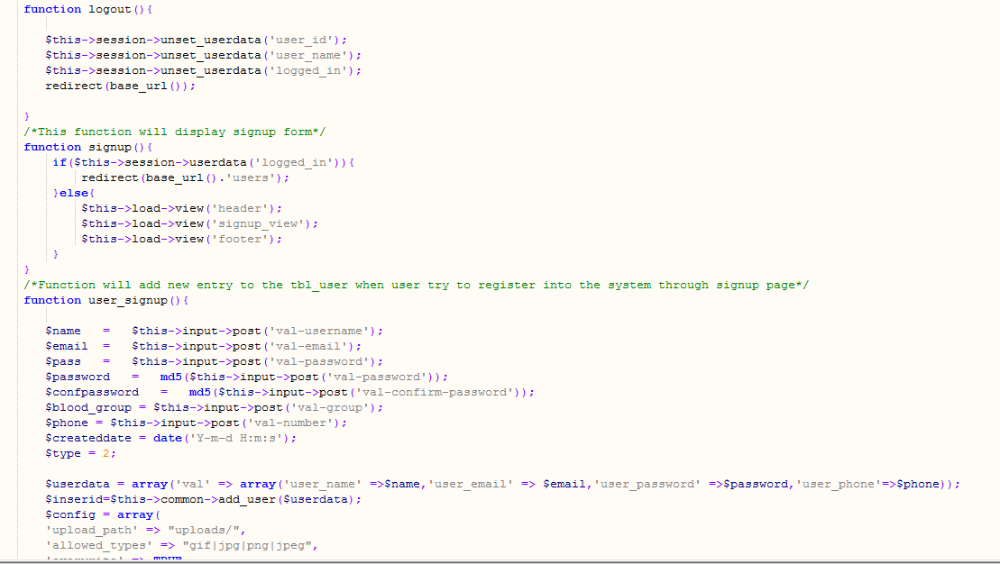 function logout(){
$this->session->unset_userdata('user_id');
$this->session->unset_userdata('user_name');
$this->session->unset_userdata('logged_in');
redirect(base_url());
}
/*This function will display signup form*/
function signup(){
if($this->session->userdata('logged_in')){
redirect(base_url().'users');
}else{
$this->load->view('header');
$this->load->view('signup_view');
$this->load->view('footer');
}
}
/*Function will add new entry to the tbl_user when user try to register into the system through signup page*/
function user_signup(){
$name   =   $this->input->post('val-username');
$email  =   $this->input->post('val-email');
$pass   =   $this->input->post('val-password');
$password   =   md5($this->input->post('val-password'));
$confpassword   =   md5($this->input->post('val-confirm-password'));
$blood_group = $this->input->post('val-group');
$phone = $this->input->post('val-number');
$createddate = date('Y-m-d H:m:s');
$type = 2;
$userdata = array('val' => array('user_name' =>$name,'user_email' => $email,'user_password' =>$password,'user_phone'=>$phone));
$inserid=$this->common->add_user($userdata);
$config = array(
'upload_path' => "uploads/",
'allowed_types' => "gif|jpg|png|jpeg",